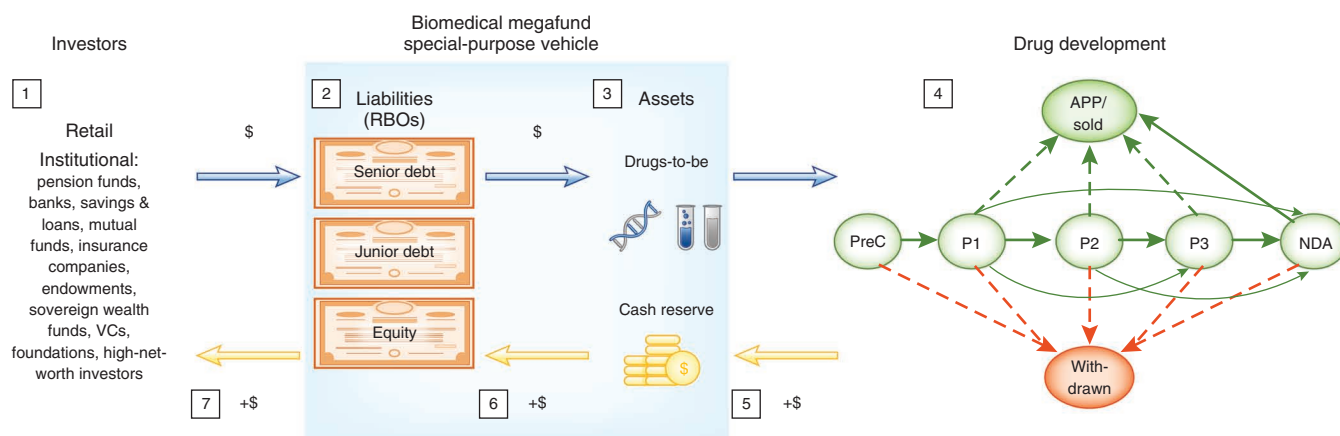 Investors
Biomedical megafund
special-purpose vehicle
Drug development
1
Retail
Institutional:
pension funds,
banks, savings &
loans, mutual
funds, insurance
companies,
endowments,
sovereign wealth
funds, VCs,
foundations, high-net-
worth investors
$
2
Liabilities
(RBOs)
Senior debt
Junior debt
Equity
$
3
Assets
Drugs-to-be
Cash reserve
$
4
APP/
sold
PreC
P1
P2
P3
NDA
With-
drawn
7
+$
6
+$
5
+$